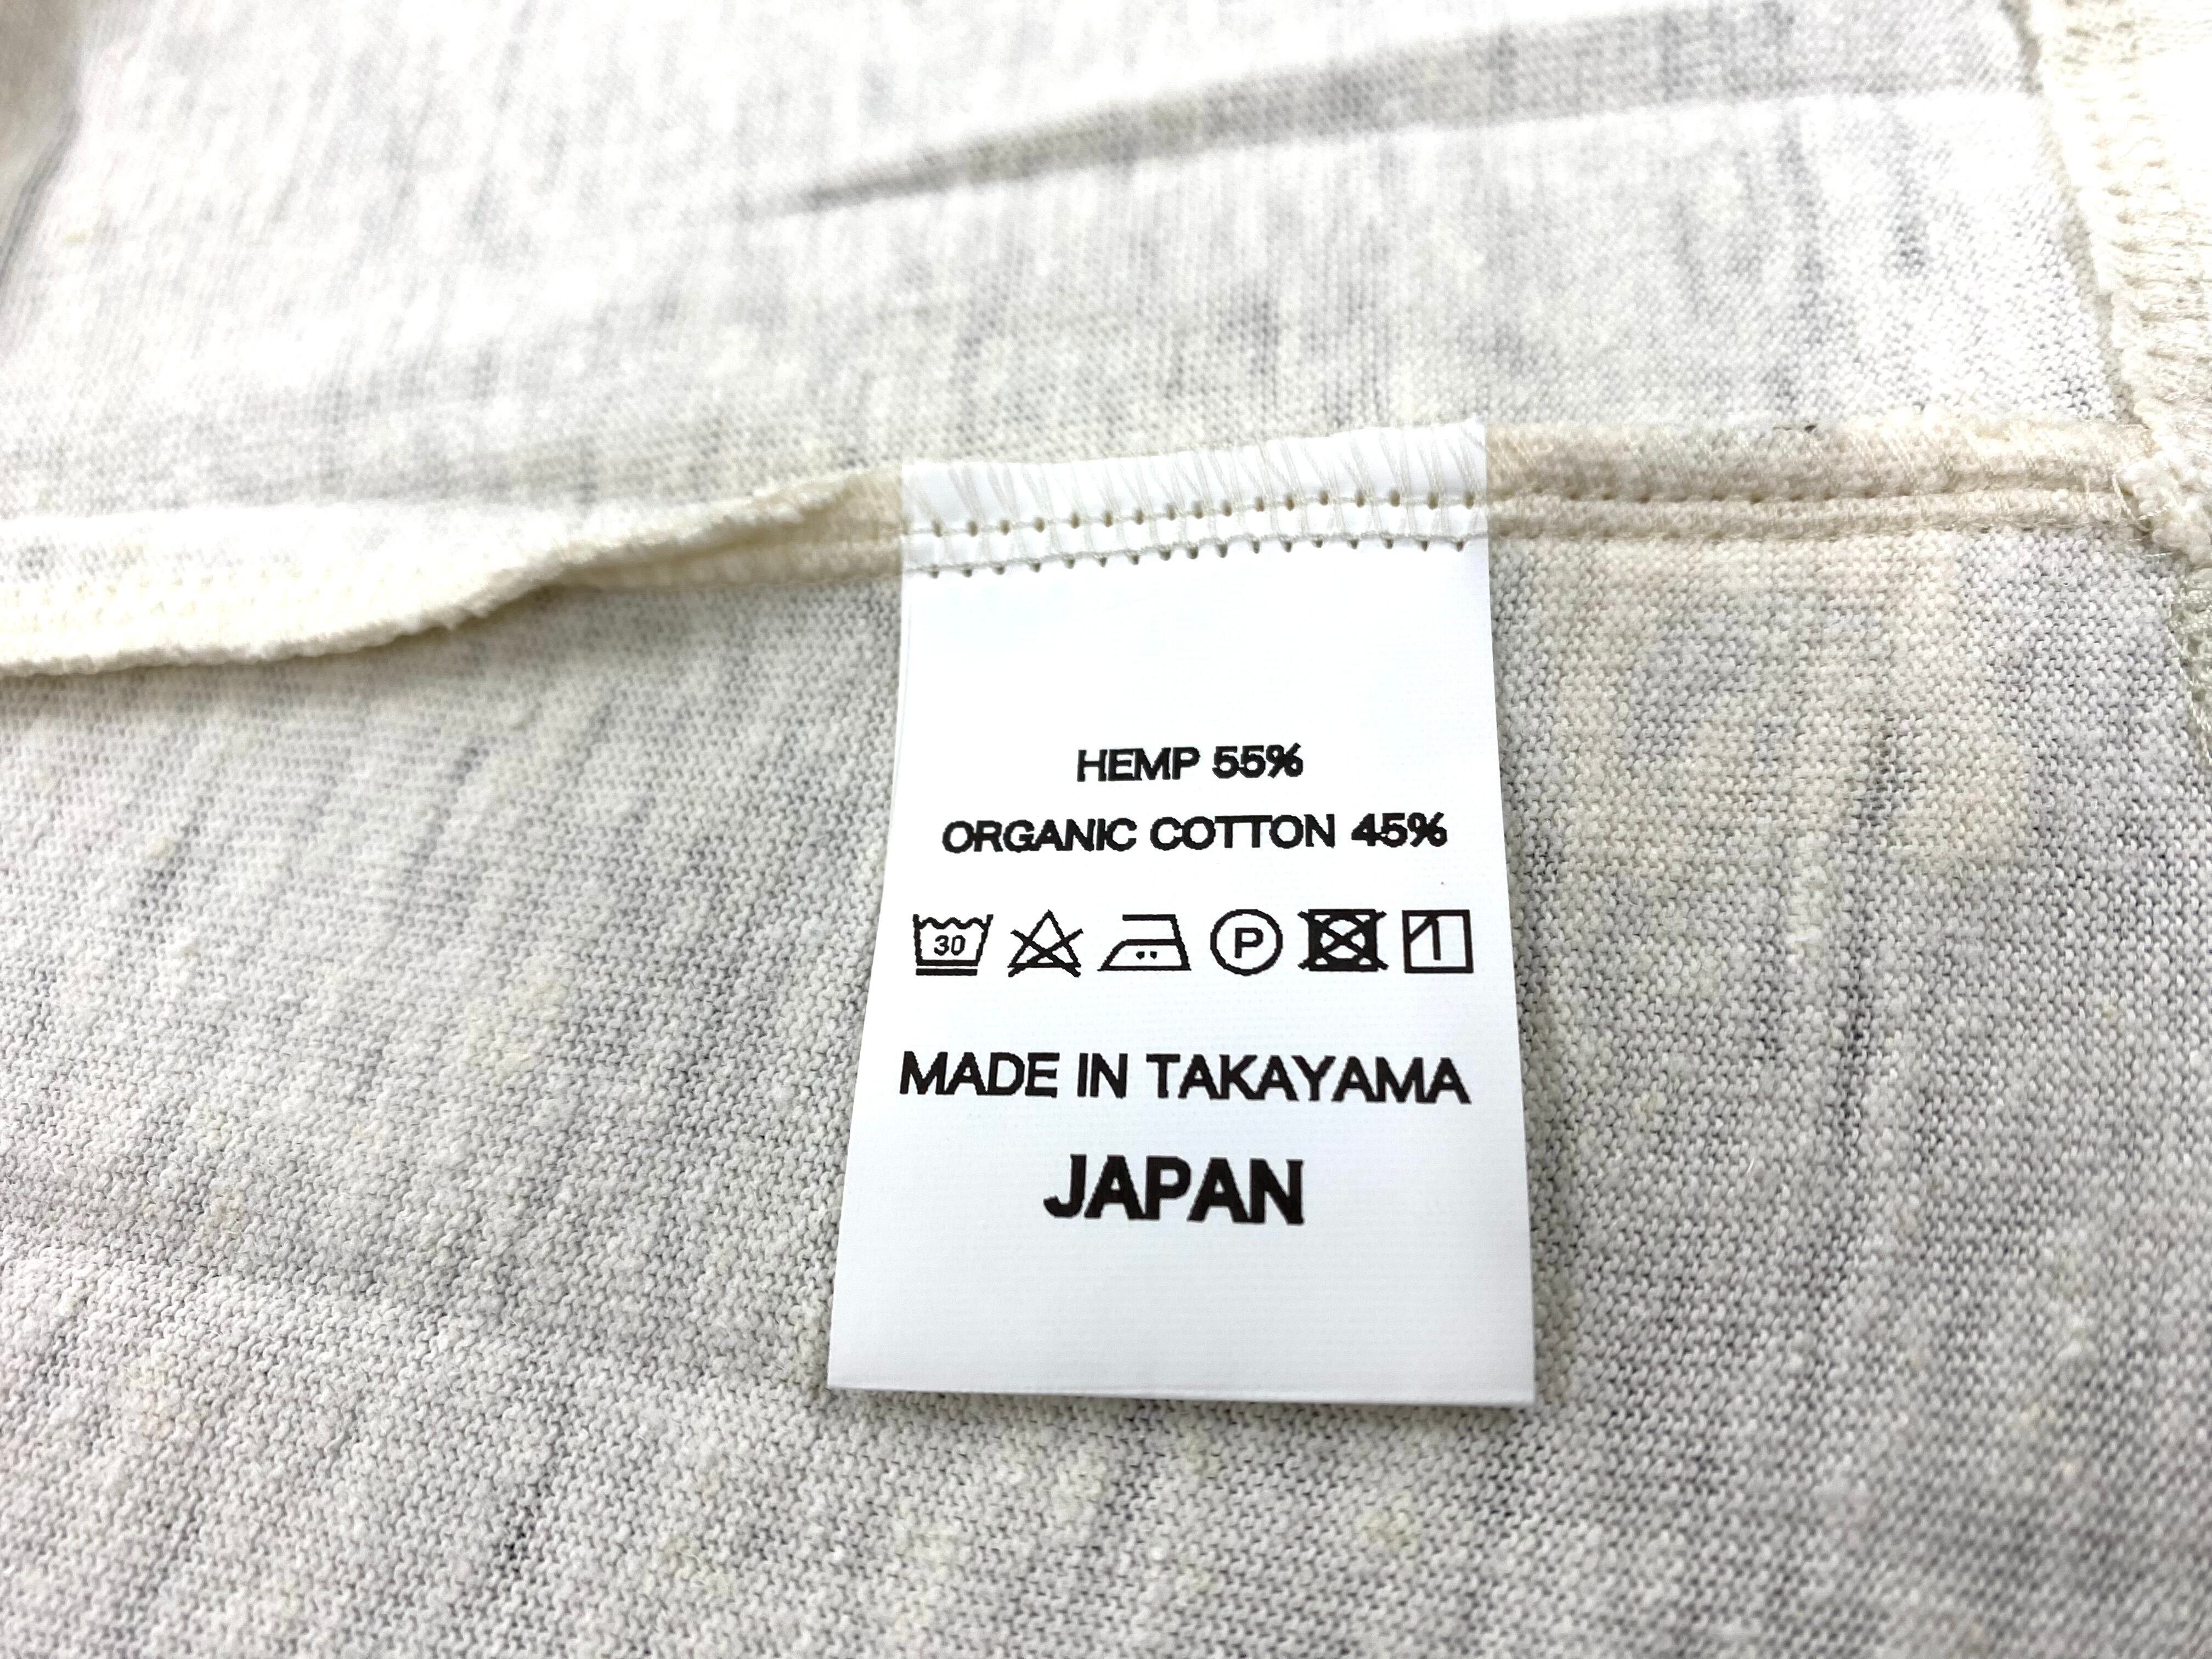 HEMP 55%
ORGANIC COTTON 45%
30 P
MADE IN TAKAYAMA
JAPAN